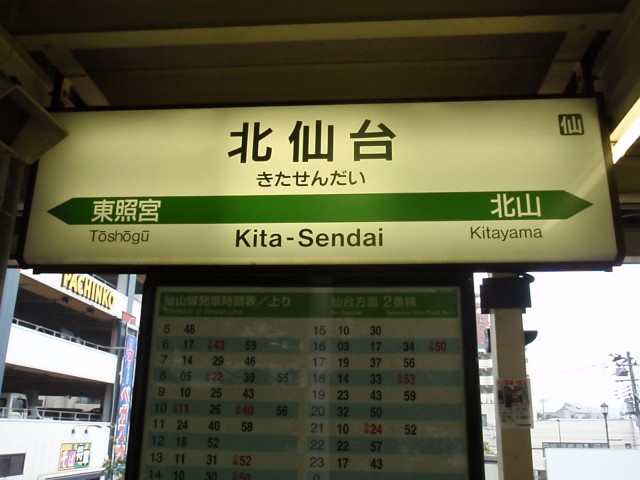 仙
北仙台
きたせんだい
東照宮
北山
Tōshōgū
Kita-Sendai
Kitayama
PACHINKO
仙山線発車時刻表/上り
仙台方面 2番線
5 48
6 17 43 59
7 14 29 46
8 05 22 39 55
9 10 25 43
10 11 26 40 56
11 24 40 58
12 18 52
13 11 31 52
14 10 30 50
15 10 30
16 03 17 34 50
17 19 37 56
18 14 33 53
19 23 43 59
20 32 50
21 10 24 52
22 22 57
23 17 43